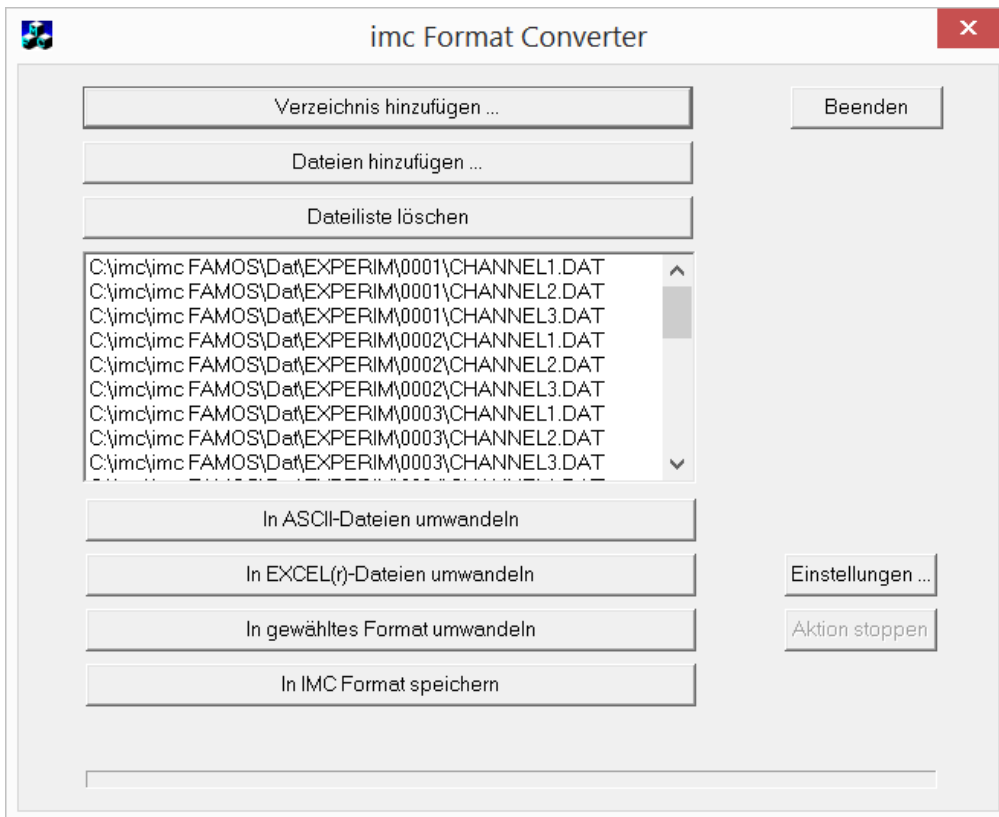 imc Format Converter
Verzeichnis hinzufügen ...
Beenden
Dateien hinzufügen ...
Dateiliste löschen
C:\imc\imc FAMOS\Dat\EXPERIM\0001\CHANNEL1.DAT
C:\imc\imc FAMOS\Dat\EXPERIM\0001\CHANNEL2.DAT
C:\imc\imc FAMOS\Dat\EXPERIM\0001\CHANNEL3.DAT
C:\imc\imc FAMOS\Dat\EXPERIM\0002\CHANNEL1.DAT
C:\imc\imc FAMOS\Dat\EXPERIM\0002\CHANNEL2.DAT
C:\imc\imc FAMOS\Dat\EXPERIM\0002\CHANNEL3.DAT
C:\imc\imc FAMOS\Dat\EXPERIM\0003\CHANNEL1.DAT
C:\imc\imc FAMOS\Dat\EXPERIM\0003\CHANNEL2.DAT
C:\imc\imc FAMOS\Dat\EXPERIM\0003\CHANNEL3.DAT
In ASCII-Dateien umwandeln
In EXCEL(r)-Dateien umwandeln
Einstellungen ...
In gewähltes Format umwandeln
Aktion stoppen
In IMC Format speichern